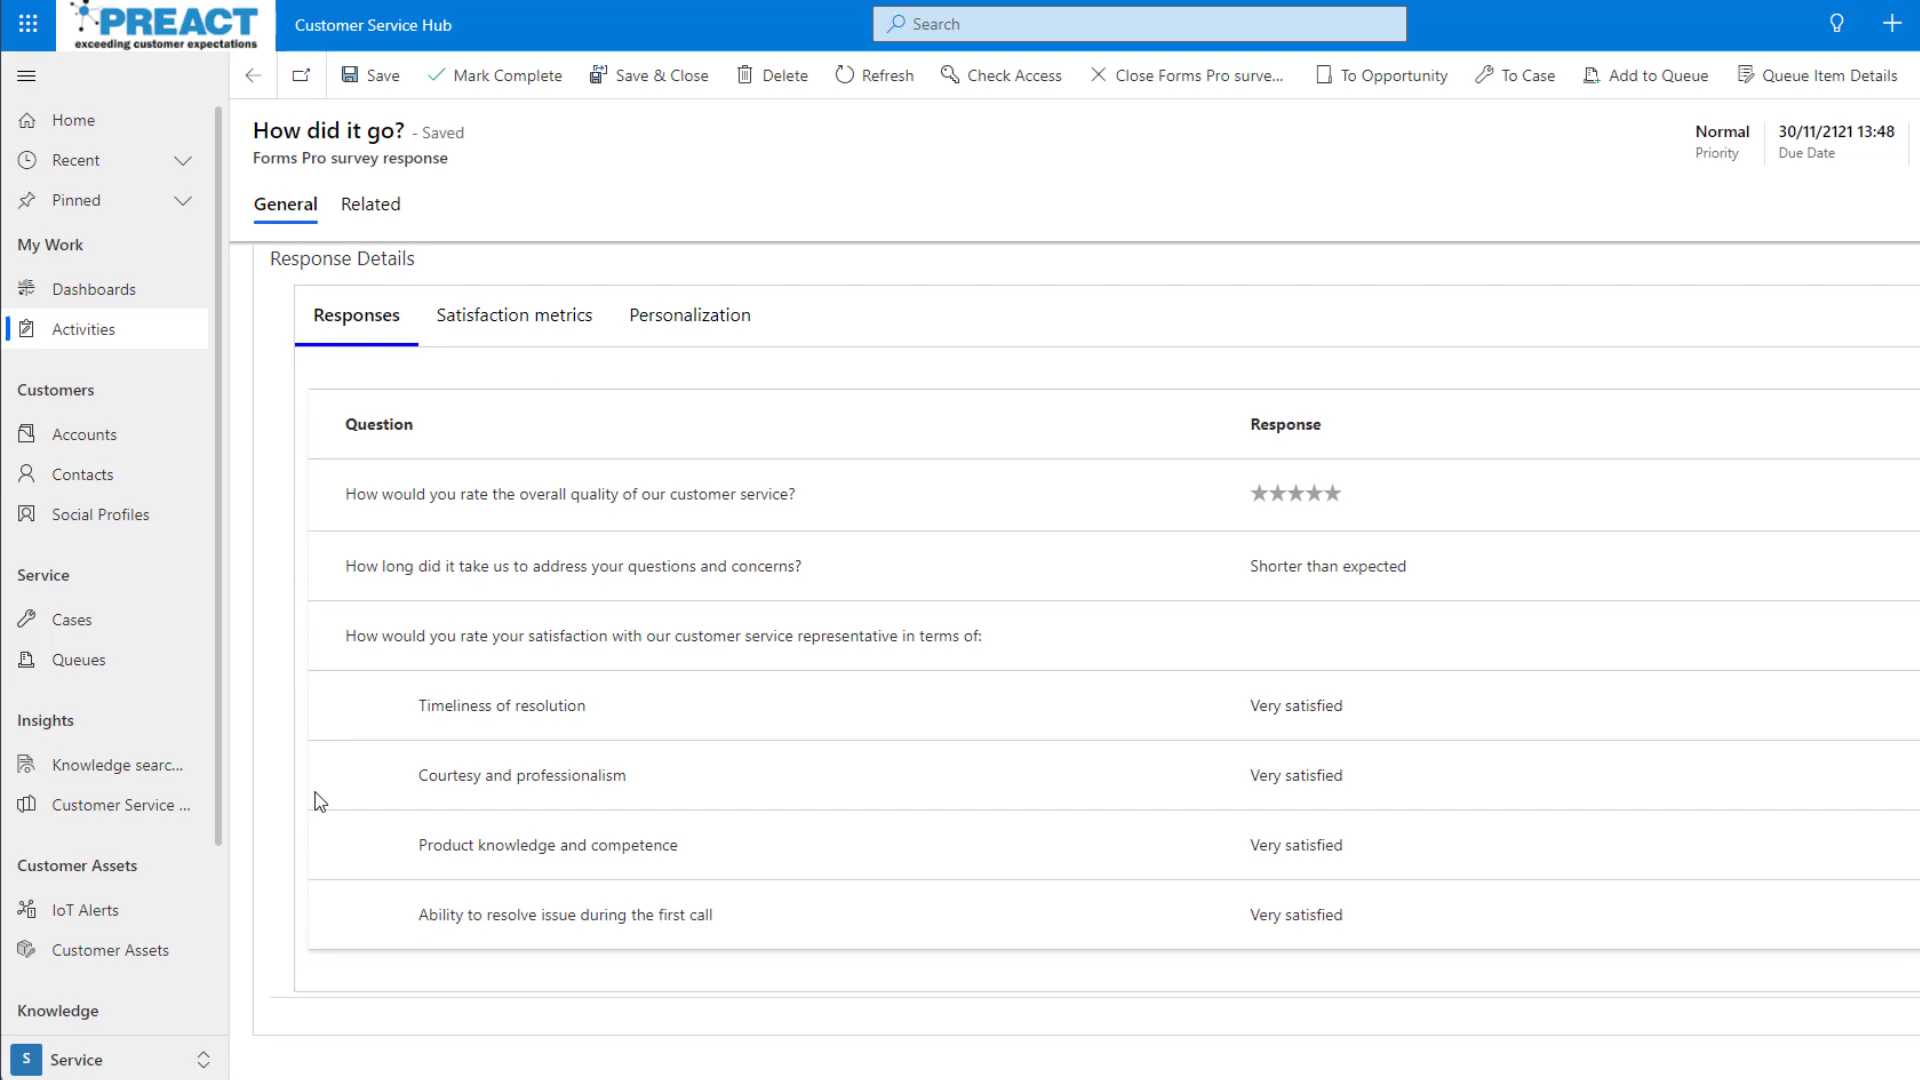 PREACT
exceeding customer expectations
Customer Service Hub
Search
Save
Mark Complete
Save & Close
Delete
Refresh
Check Access
Close Forms Pro surve...
To Opportunity
To Case
Add to Queue
Queue Item Details
Home
Recent
Pinned
My Work
Dashboards
Activities
Customers
Accounts
Contacts
Social Profiles
Service
Cases
Queues
Insights
Knowledge searc...
Customer Service ...
Customer Assets
IoT Alerts
Customer Assets
Knowledge
S Service
How did it go? - Saved
Forms Pro survey response
Normal
Priority
30/11/2121 13:48
Due Date
General Related
Response Details
Responses Satisfaction metrics Personalization
Question Response
How would you rate the overall quality of our customer service? ★★★★★
How long did it take us to address your questions and concerns? Shorter than expected
How would you rate your satisfaction with our customer service representative in terms of:
Timeliness of resolution Very satisfied
Courtesy and professionalism Very satisfied
Product knowledge and competence Very satisfied
Ability to resolve issue during the first call Very satisfied